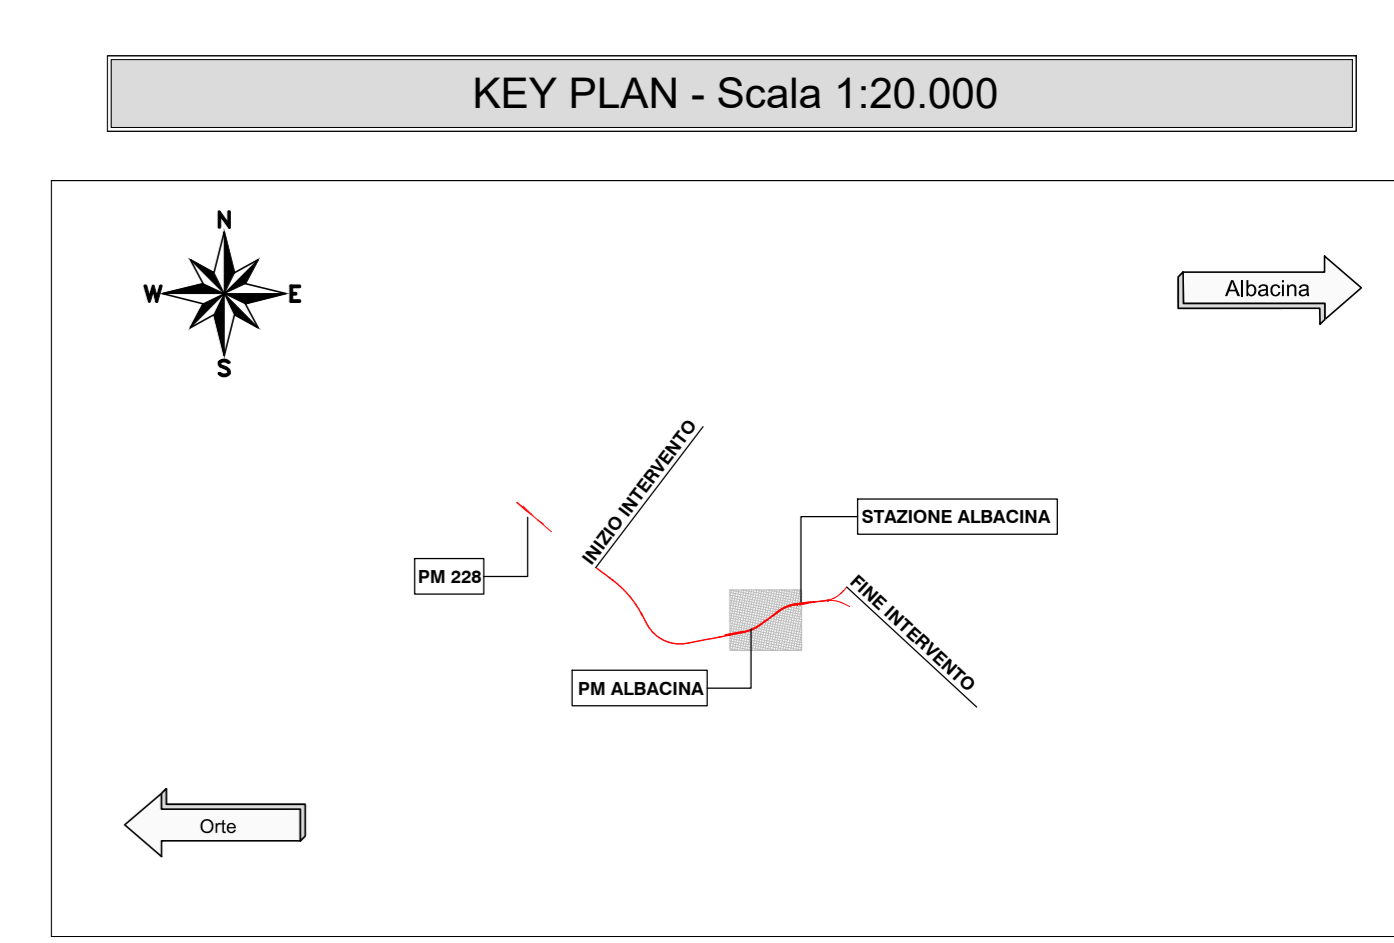 KEY PLAN - Scala 1:20.000
N
W
E
S
Albacina
INIZIO INTERVENTO
STAZIONE ALBACINA
PM 228
FINE INTERVENTO
PM ALBACINA
Orte